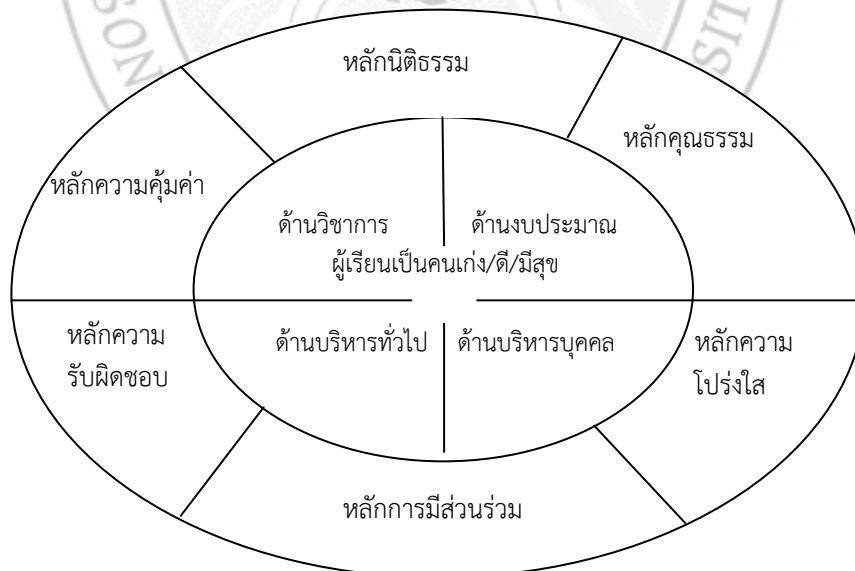 หลักนิติธรรม
หลักคุณธรรม
หลักความคุ้มค่า
ด้านวิชาการ
ด้านงบประมาณ
ผู้เรียนเป็นคนเก่ง/ดี/มีสุข
หลักความ
รับผิดชอบ
ด้านบริหารทั่วไป
ด้านบริหารบุคคล
หลักความ
โปร่งใส
หลักการมีส่วนร่วม
SON
SIT